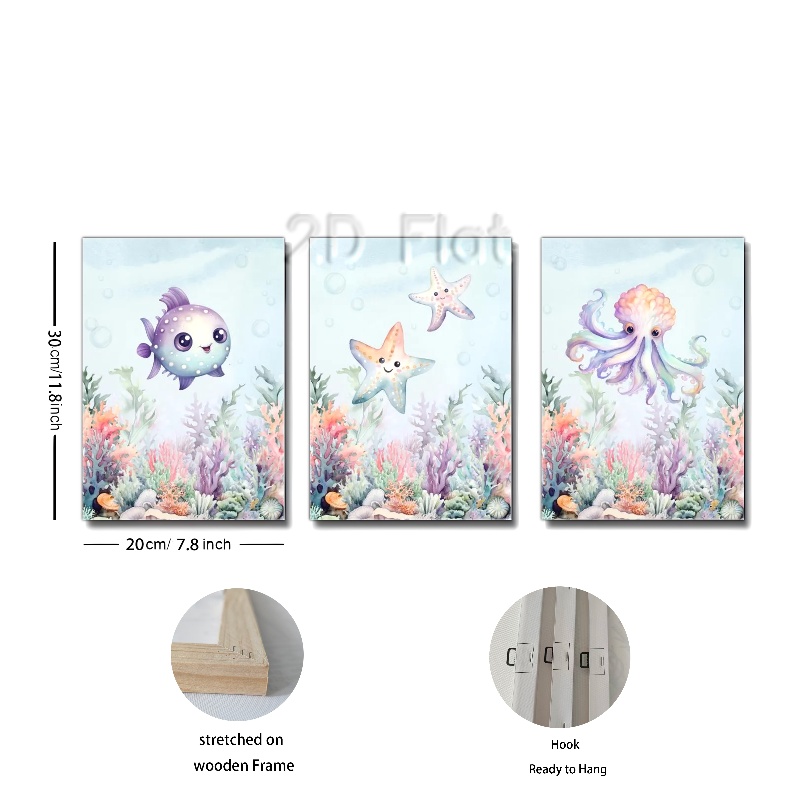 2D Flat
30cm/11.8inch
20cm/ 7.8 inch
stretched on
wooden Frame
Hook
Ready to Hang